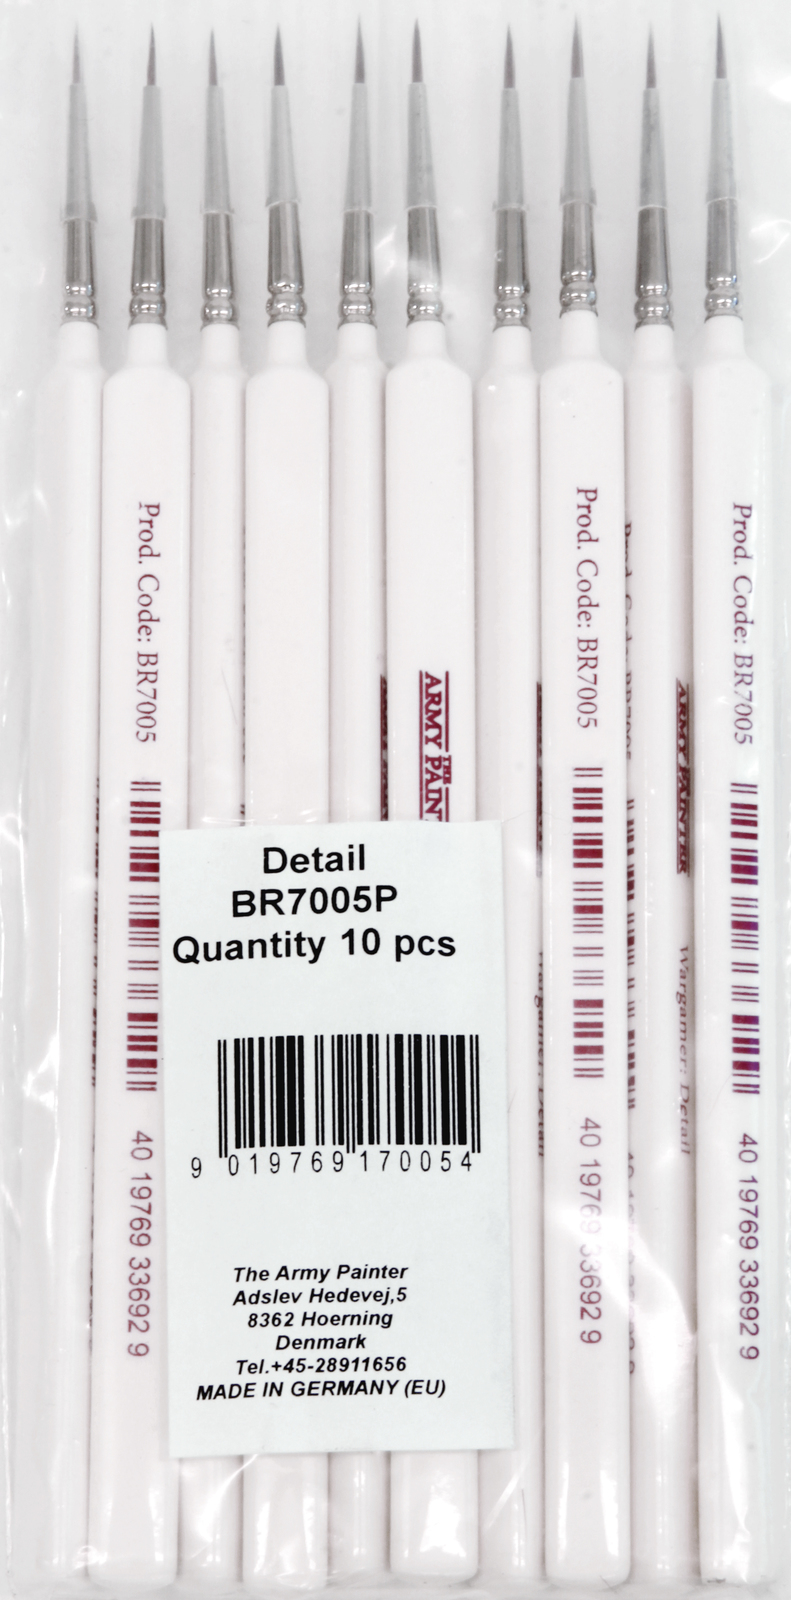 Prod. Code: BR7005
40 19769 33692 9
THE
ARMY PAIN
Prod. Code: BR7005
40 19769 33692 9
ARMY PAINTER
Wargamer: Detail
Prod. Code: BR7005
40 19769 33692 9
Detail
BR7005P
Quantity 10 pcs
9 019769 170054
The Army Painter
Adslev Hedevej,5
8362 Hoerning
Denmark
Tel.+45-28911656
MADE IN GERMANY (EU)